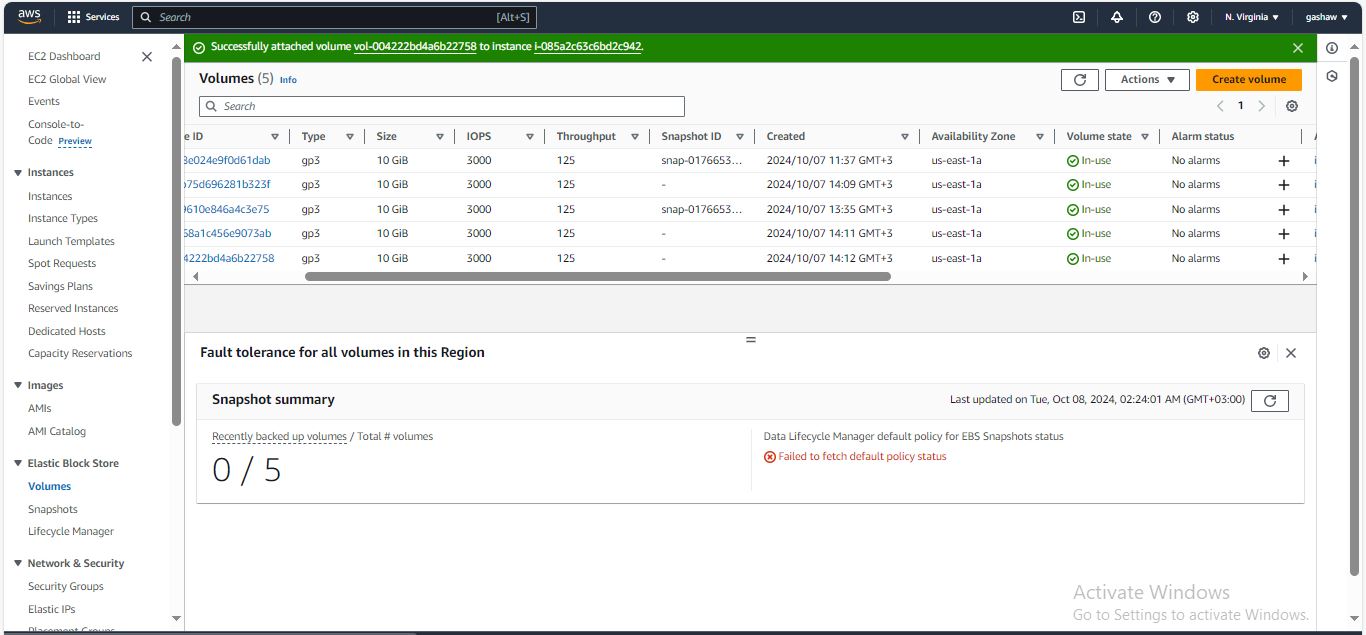 aws Services Search [Alt+S] N. Virginia gashaw
EC2 Dashboard
EC2 Global View
Events
Console-to-
Code Preview
Instances
Instances
Instance Types
Launch Templates
Spot Requests
Savings Plans
Reserved Instances
Dedicated Hosts
Capacity Reservations
Images
AMIs
AMI Catalog
Elastic Block Store
Volumes
Snapshots
Lifecycle Manager
Network & Security
Security Groups
Elastic IPs
Placement Groups
Successfully attached volume vol-004222bd4a6b22758 to instance i-085a2c63c6bd2c942.
Volumes (5) Info
Actions Create volume
Search
1
e ID Type Size IOPS Throughput Snapshot ID Created Availability Zone Volume state Alarm status
8e024e9f0d61dab gp3 10 GiB 3000 125 snap-0176653... 2024/10/07 11:37 GMT+3 us-east-1a In-use No alarms +
b75d696281b323f gp3 10 GiB 3000 125 - 2024/10/07 14:09 GMT+3 us-east-1a In-use No alarms +
9610e846a4c3e75 gp3 10 GiB 3000 125 snap-0176653... 2024/10/07 13:35 GMT+3 us-east-1a In-use No alarms +
68a1c456e9073ab gp3 10 GiB 3000 125 - 2024/10/07 14:11 GMT+3 us-east-1a In-use No alarms +
4222bd4a6b22758 gp3 10 GiB 3000 125 - 2024/10/07 14:12 GMT+3 us-east-1a In-use No alarms +
Fault tolerance for all volumes in this Region
Snapshot summary
Last updated on Tue, Oct 08, 2024, 02:24:01 AM (GMT+03:00)
Recently backed up volumes / Total # volumes
0 / 5
Data Lifecycle Manager default policy for EBS Snapshots status
Failed to fetch default policy status
Activate Windows
Go to Settings to activate Windows.